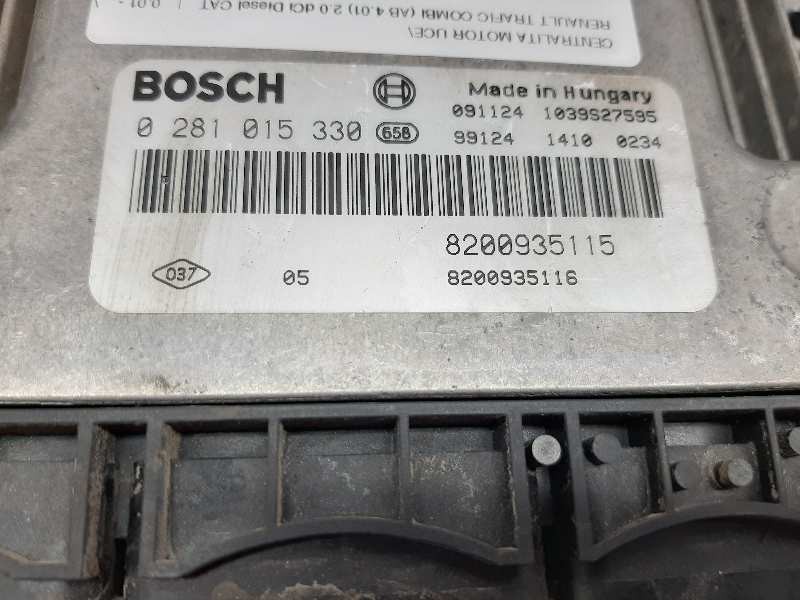 CENTRALITA MOTOR UCE/
RENAULT TRAFIC COMBI (AB 4.01) 2.0 dCi Diesel CAT
BOSCH
Made in Hungary
0 281 015 330 658
091124 1039S27595
99124 1410 0234
8200935115
037 05 8200935116